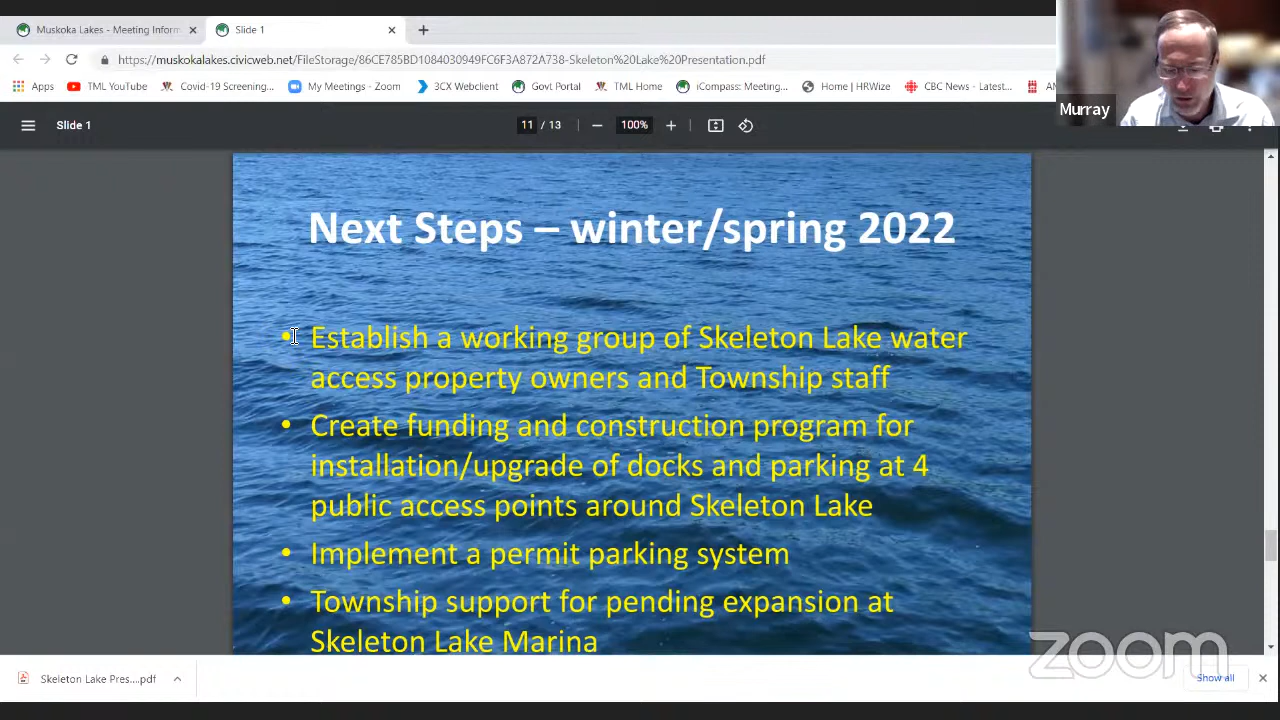 Muskoka Lakes - Meeting Inform
Slide 1
https://muskokalakes.civicweb.net/FileStorage/86CE785BD1084030949FC6F3A872A738-Skeleton%20Lake%20Presentation.pdf
Apps
TML YouTube
Covid-19 Screening...
My Meetings - Zoom
3CX Webclient
Govt Portal
TML Home
iCompass: Meeting...
Home | HRWize
CBC News - Latest...
AM
Murray
Slide 1
11 / 13
100%
Next Steps – winter/spring 2022
• Establish a working group of Skeleton Lake water
access property owners and Township staff
• Create funding and construction program for
installation/upgrade of docks and parking at 4
public access points around Skeleton Lake
• Implement a permit parking system
• Township support for pending expansion at
Skeleton Lake Marina
zoom
Skeleton Lake Pres....pdf
Show all